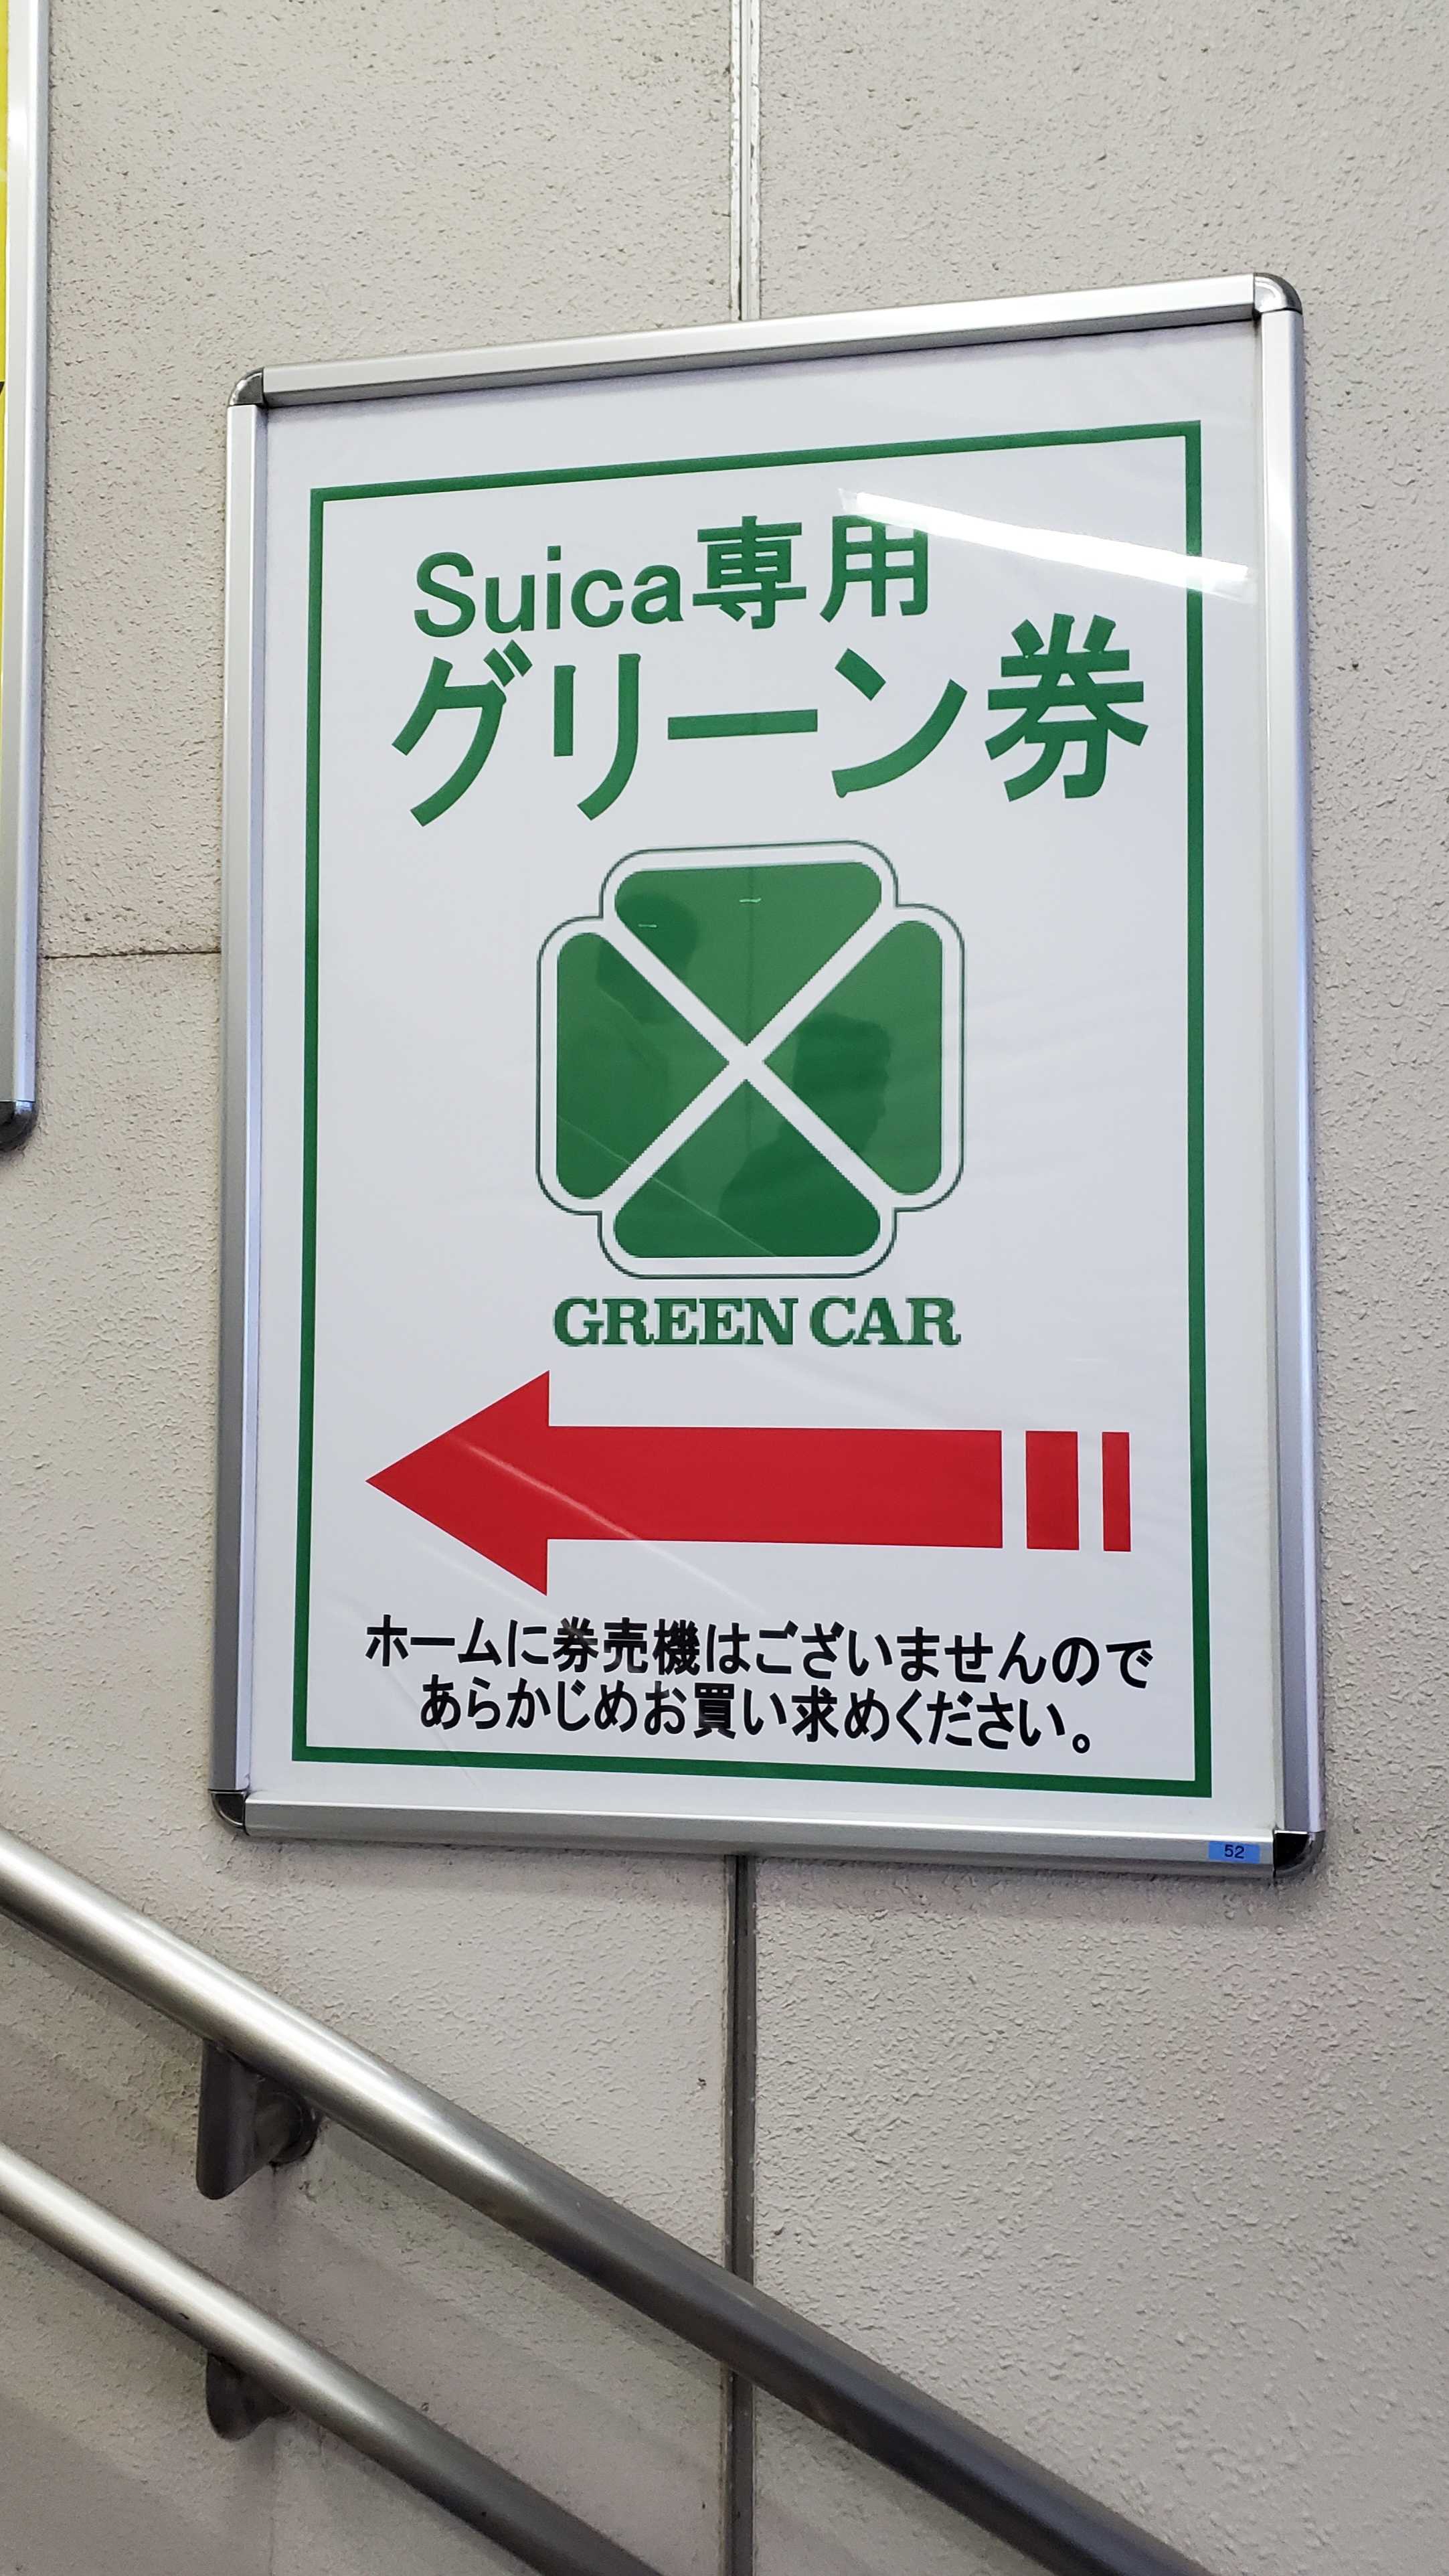 Suica専用
グリーン券
GREEN CAR
ホームに券売機はございませんので
あらかじめお買い求めください。
52